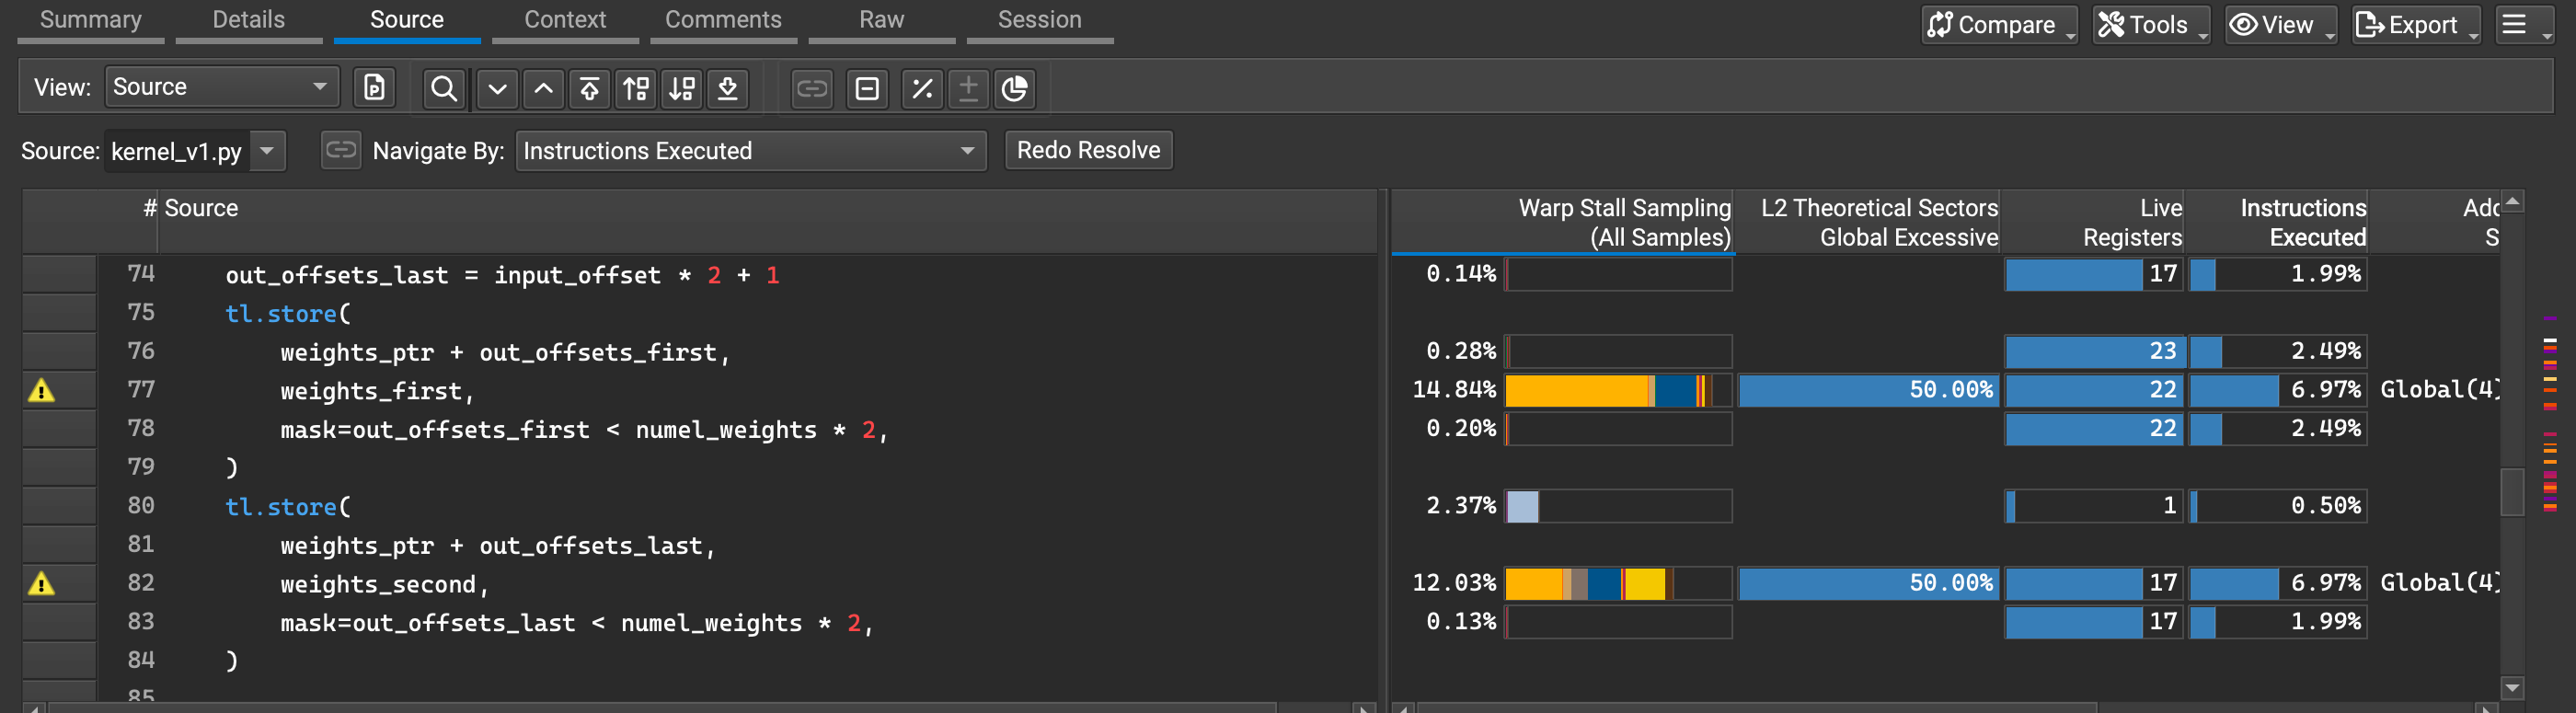 Summary Details Source Context Comments Raw Session Compare Tools View Export
View: Source
Source: kernel_v1.py Navigate By: Instructions Executed Redo Resolve
# Source Warp Stall Sampling (All Samples) L2 Theoretical Sectors Global Excessive Live Registers Instructions Executed
74 out_offsets_last = input_offset * 2 + 1 0.14% 17 1.99%
75 tl.store(
76 weights_ptr + out_offsets_first, 0.28% 23 2.49%
77 weights_first, 14.84% 50.00% 22 6.97% Global(4)
78 mask=out_offsets_first < numel_weights * 2, 0.20% 22 2.49%
79 )
80 tl.store( 2.37% 1 0.50%
81 weights_ptr + out_offsets_last,
82 weights_second, 12.03% 50.00% 17 6.97% Global(4)
83 mask=out_offsets_last < numel_weights * 2, 0.13% 17 1.99%
84 )
85